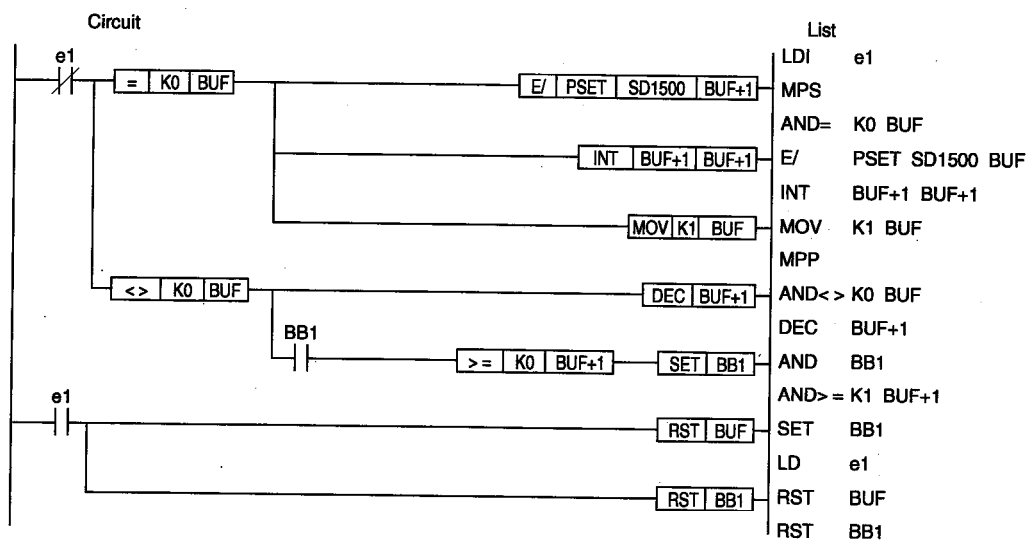 Circuit
List
e1
= K0 BUF
E/ PSET SD1500 BUF+1
INT BUF+1 BUF+1
MOV K1 BUF
<> K0 BUF
DEC BUF+1
BB1
>= K0 BUF+1
SET BB1
e1
RST BUF
RST BB1
LDI e1
MPS
AND= K0 BUF
E/ PSET SD1500 BUF
INT BUF+1 BUF+1
MOV K1 BUF
MPP
AND<> K0 BUF
DEC BUF+1
AND BB1
AND>= K1 BUF+1
SET BB1
LD e1
RST BUF
RST BB1